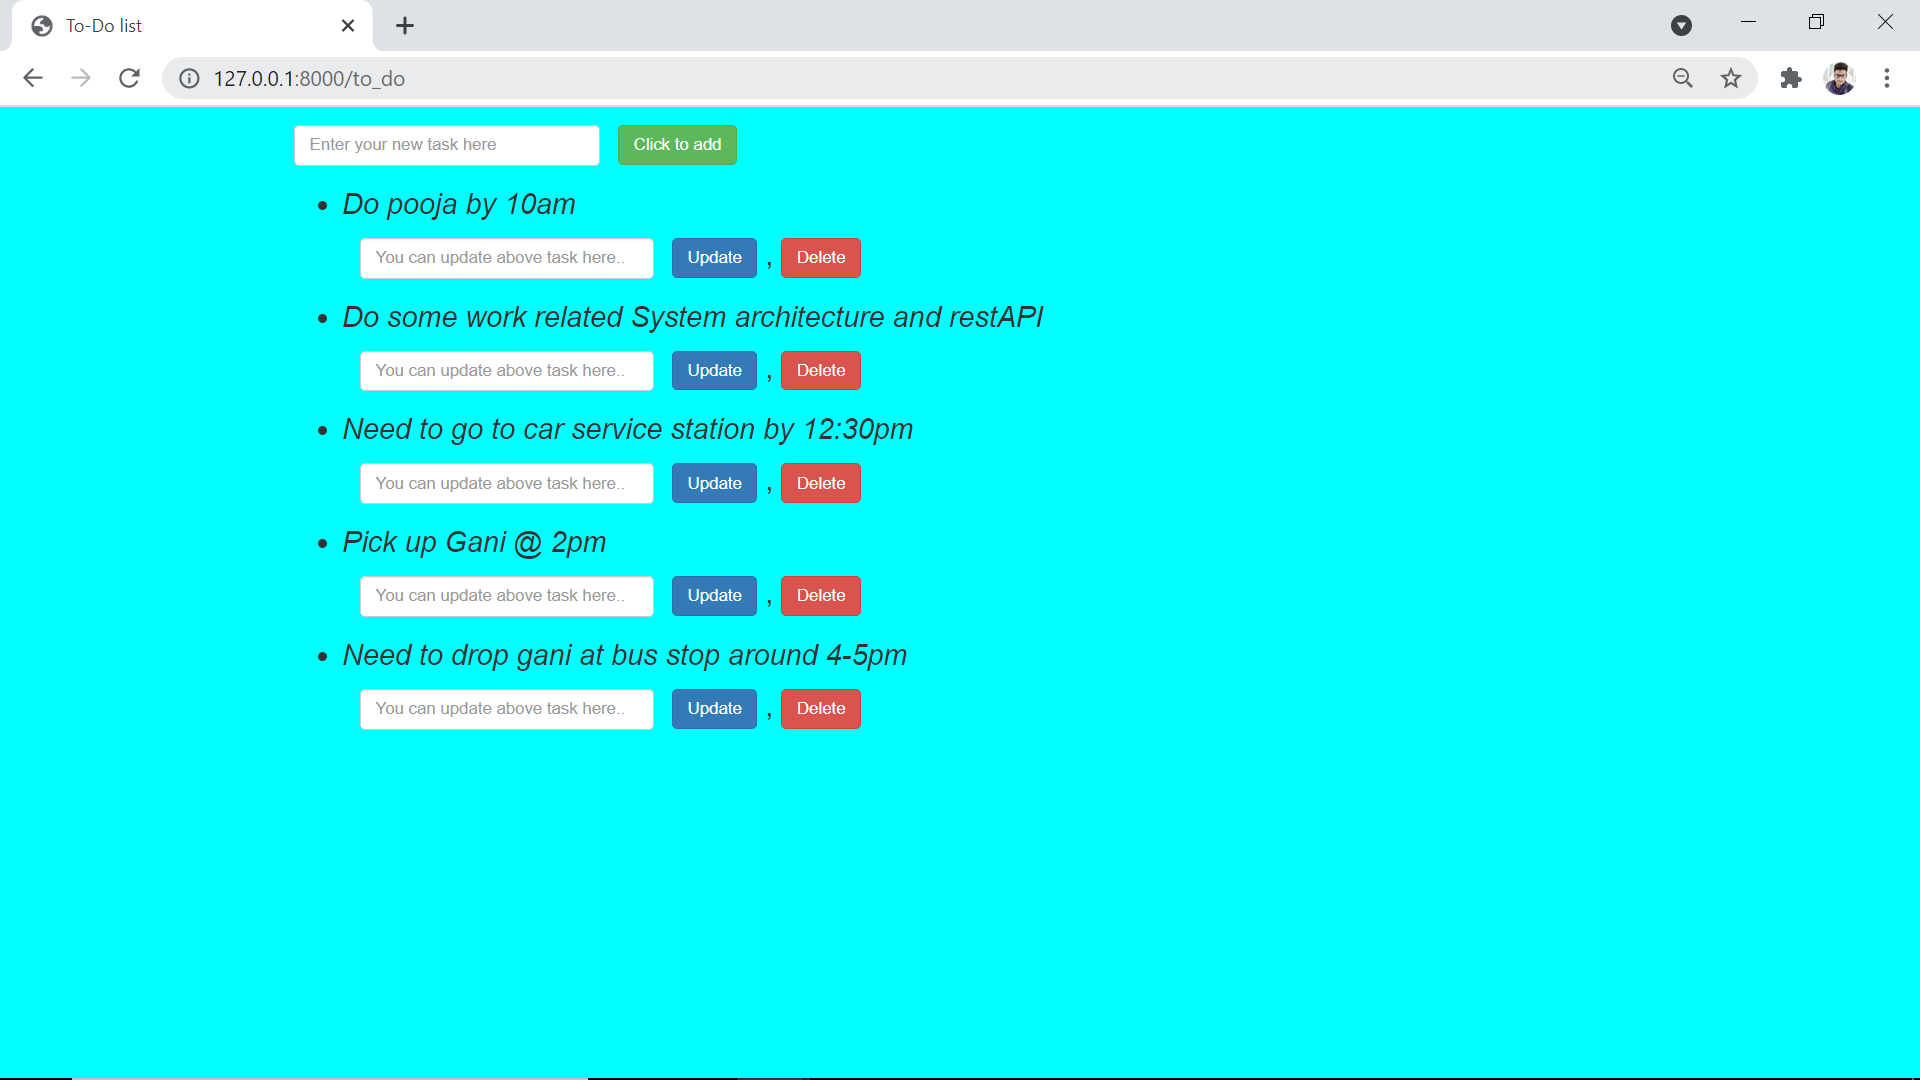 To-Do list
127.0.0.1:8000/to_do
Enter your new task here Click to add
• Do pooja by 10am
You can update above task here.. Update , Delete
• Do some work related System architecture and restAPI
You can update above task here.. Update , Delete
• Need to go to car service station by 12:30pm
You can update above task here.. Update , Delete
• Pick up Gani @ 2pm
You can update above task here.. Update , Delete
• Need to drop gani at bus stop around 4-5pm
You can update above task here.. Update , Delete